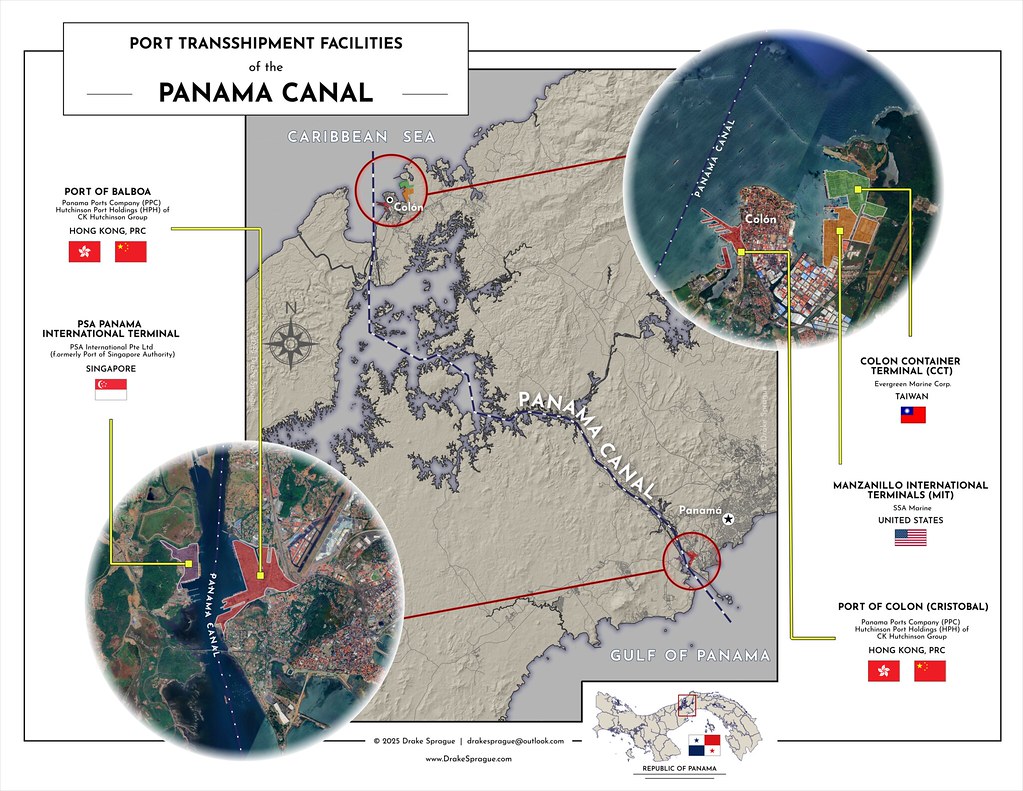 PORT TRANSSHIPMENT FACILITIES
of the
PANAMA CANAL
CARIBBEAN SEA
Colón
PANAMA CANAL
Colón
PORT OF BALBOA
Panama Ports Company (PPC)
Hutchinson Port Holdings (HPH) of
CK Hutchinson Group
HONG KONG, PRC
PSA PANAMA
INTERNATIONAL TERMINAL
PSA International Pte Ltd
(formerly Port of Singapore Authority)
SINGAPORE
N
PANAMA CANAL
Panamá
GULF OF PANAMA
PANAMA CANAL
COLON CONTAINER
TERMINAL (CCT)
Evergreen Marine Corp.
TAIWAN
MANZANILLO INTERNATIONAL
TERMINALS (MIT)
SSA Marine
UNITED STATES
PORT OF COLON (CRISTOBAL)
Panama Ports Company (PPC)
Hutchinson Port Holdings (HPH) of
CK Hutchinson Group
HONG KONG, PRC
© 2025 Drake Sprague | drakesprague@outlook.com
www.DrakeSprague.com
REPUBLIC OF PANAMA